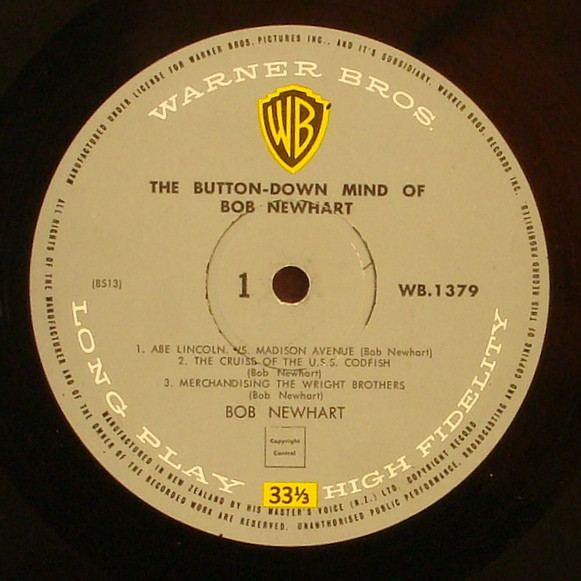 MANUFACTURED UNDER LICENSE FOR WARNER BROS. PICTURES INC., AND IT'S SUBSIDIARY, WARNER BROS. RECORDS INC.
WARNER BROS.
WB
THE BUTTON-DOWN MIND OF
BOB NEWHART
(8513)
1
WB.1379
1. ABE LINCOLN. VS. MADISON AVENUE (Bob Newhart)
2. THE CRUISE OF THE U.S.S. CODFISH
(Bob Newhart)
3. MERCHANDISING THE WRIGHT BROTHERS
(Bob Newhart)
BOB NEWHART
Copyright
Control
LONG PLAY
33⅓
HIGH FIDELITY
MANUFACTURED IN NEW ZEALAND BY HIS MASTER'S VOICE (N.Z.) LTD. COPYRIGHT RECORD
ALL RIGHTS OF THE MANUFACTURER AND OF THE OWNER OF THE RECORDED WORK ARE RESERVED. UNAUTHORISED PUBLIC PERFORMANCE, BROADCASTING AND COPYING OF THIS RECORD PROHIBITED